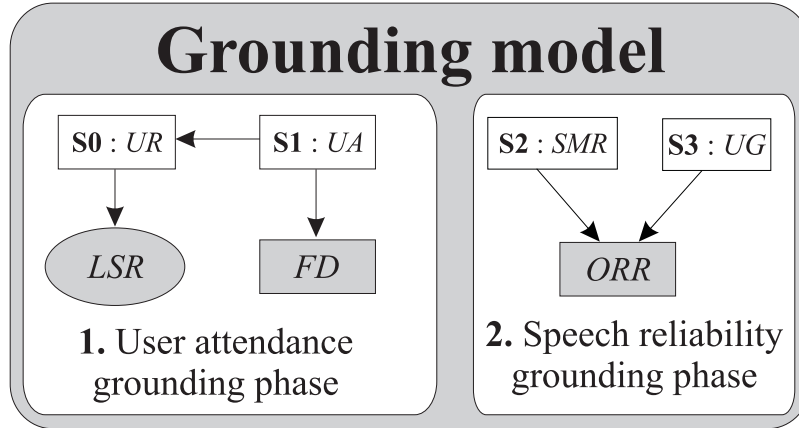 Grounding model
S0 : UR
S1 : UA
LSR
FD
1. User attendance
grounding phase
S2 : SMR
S3 : UG
ORR
2. Speech reliability
grounding phase